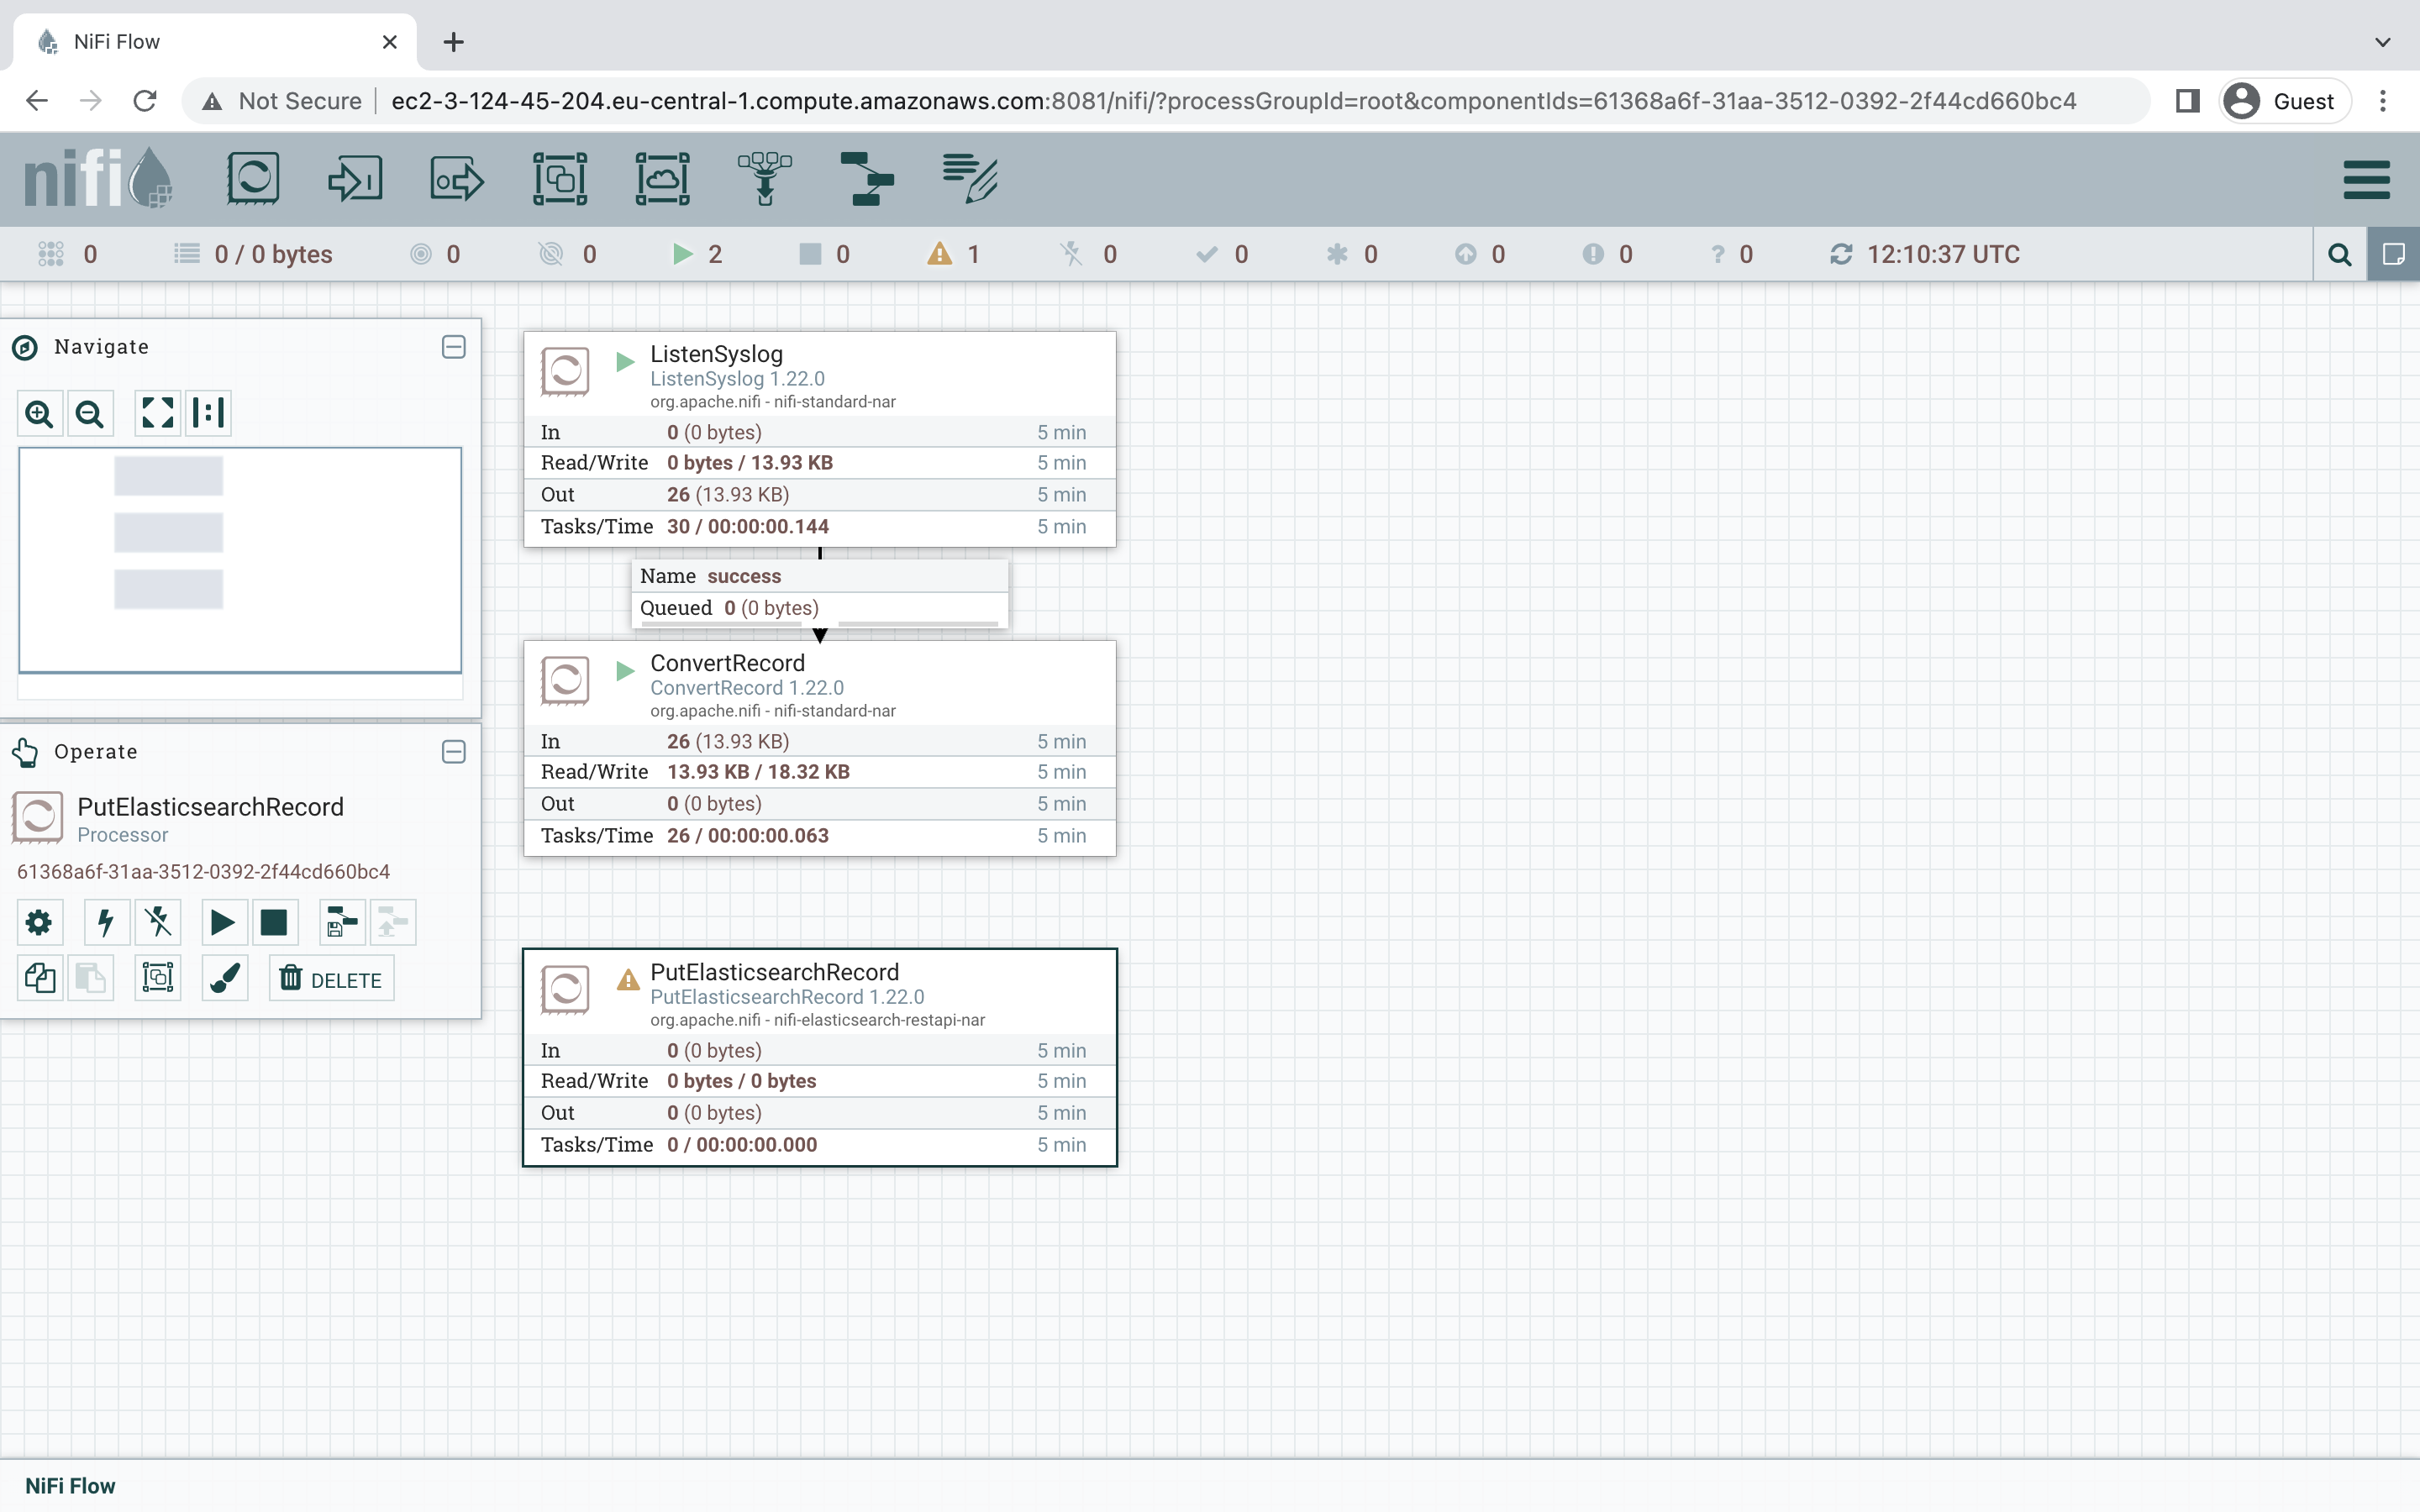 NiFi Flow
Not Secure ec2-3-124-45-204.eu-central-1.compute.amazonaws.com:8081/nifi/?processGroupId=root&componentIds=61368a6f-31aa-3512-0392-2f44cd660bc4 Guest
nifi
0 0 / 0 bytes 0 0 2 0 1 0 0 0 0 0 ? 0 12:10:37 UTC
Navigate
Operate
PutElasticsearchRecord
Processor
61368a6f-31aa-3512-0392-2f44cd660bc4
DELETE
ListenSyslog
ListenSyslog 1.22.0
org.apache.nifi - nifi-standard-nar
In 0 (0 bytes) 5 min
Read/Write 0 bytes / 13.93 KB 5 min
Out 26 (13.93 KB) 5 min
Tasks/Time 30 / 00:00:00.144 5 min
Name success
Queued 0 (0 bytes)
ConvertRecord
ConvertRecord 1.22.0
org.apache.nifi - nifi-standard-nar
In 26 (13.93 KB) 5 min
Read/Write 13.93 KB / 18.32 KB 5 min
Out 0 (0 bytes) 5 min
Tasks/Time 26 / 00:00:00.063 5 min
PutElasticsearchRecord
PutElasticsearchRecord 1.22.0
org.apache.nifi - nifi-elasticsearch-restapi-nar
In 0 (0 bytes) 5 min
Read/Write 0 bytes / 0 bytes 5 min
Out 0 (0 bytes) 5 min
Tasks/Time 0 / 00:00:00.000 5 min
NiFi Flow